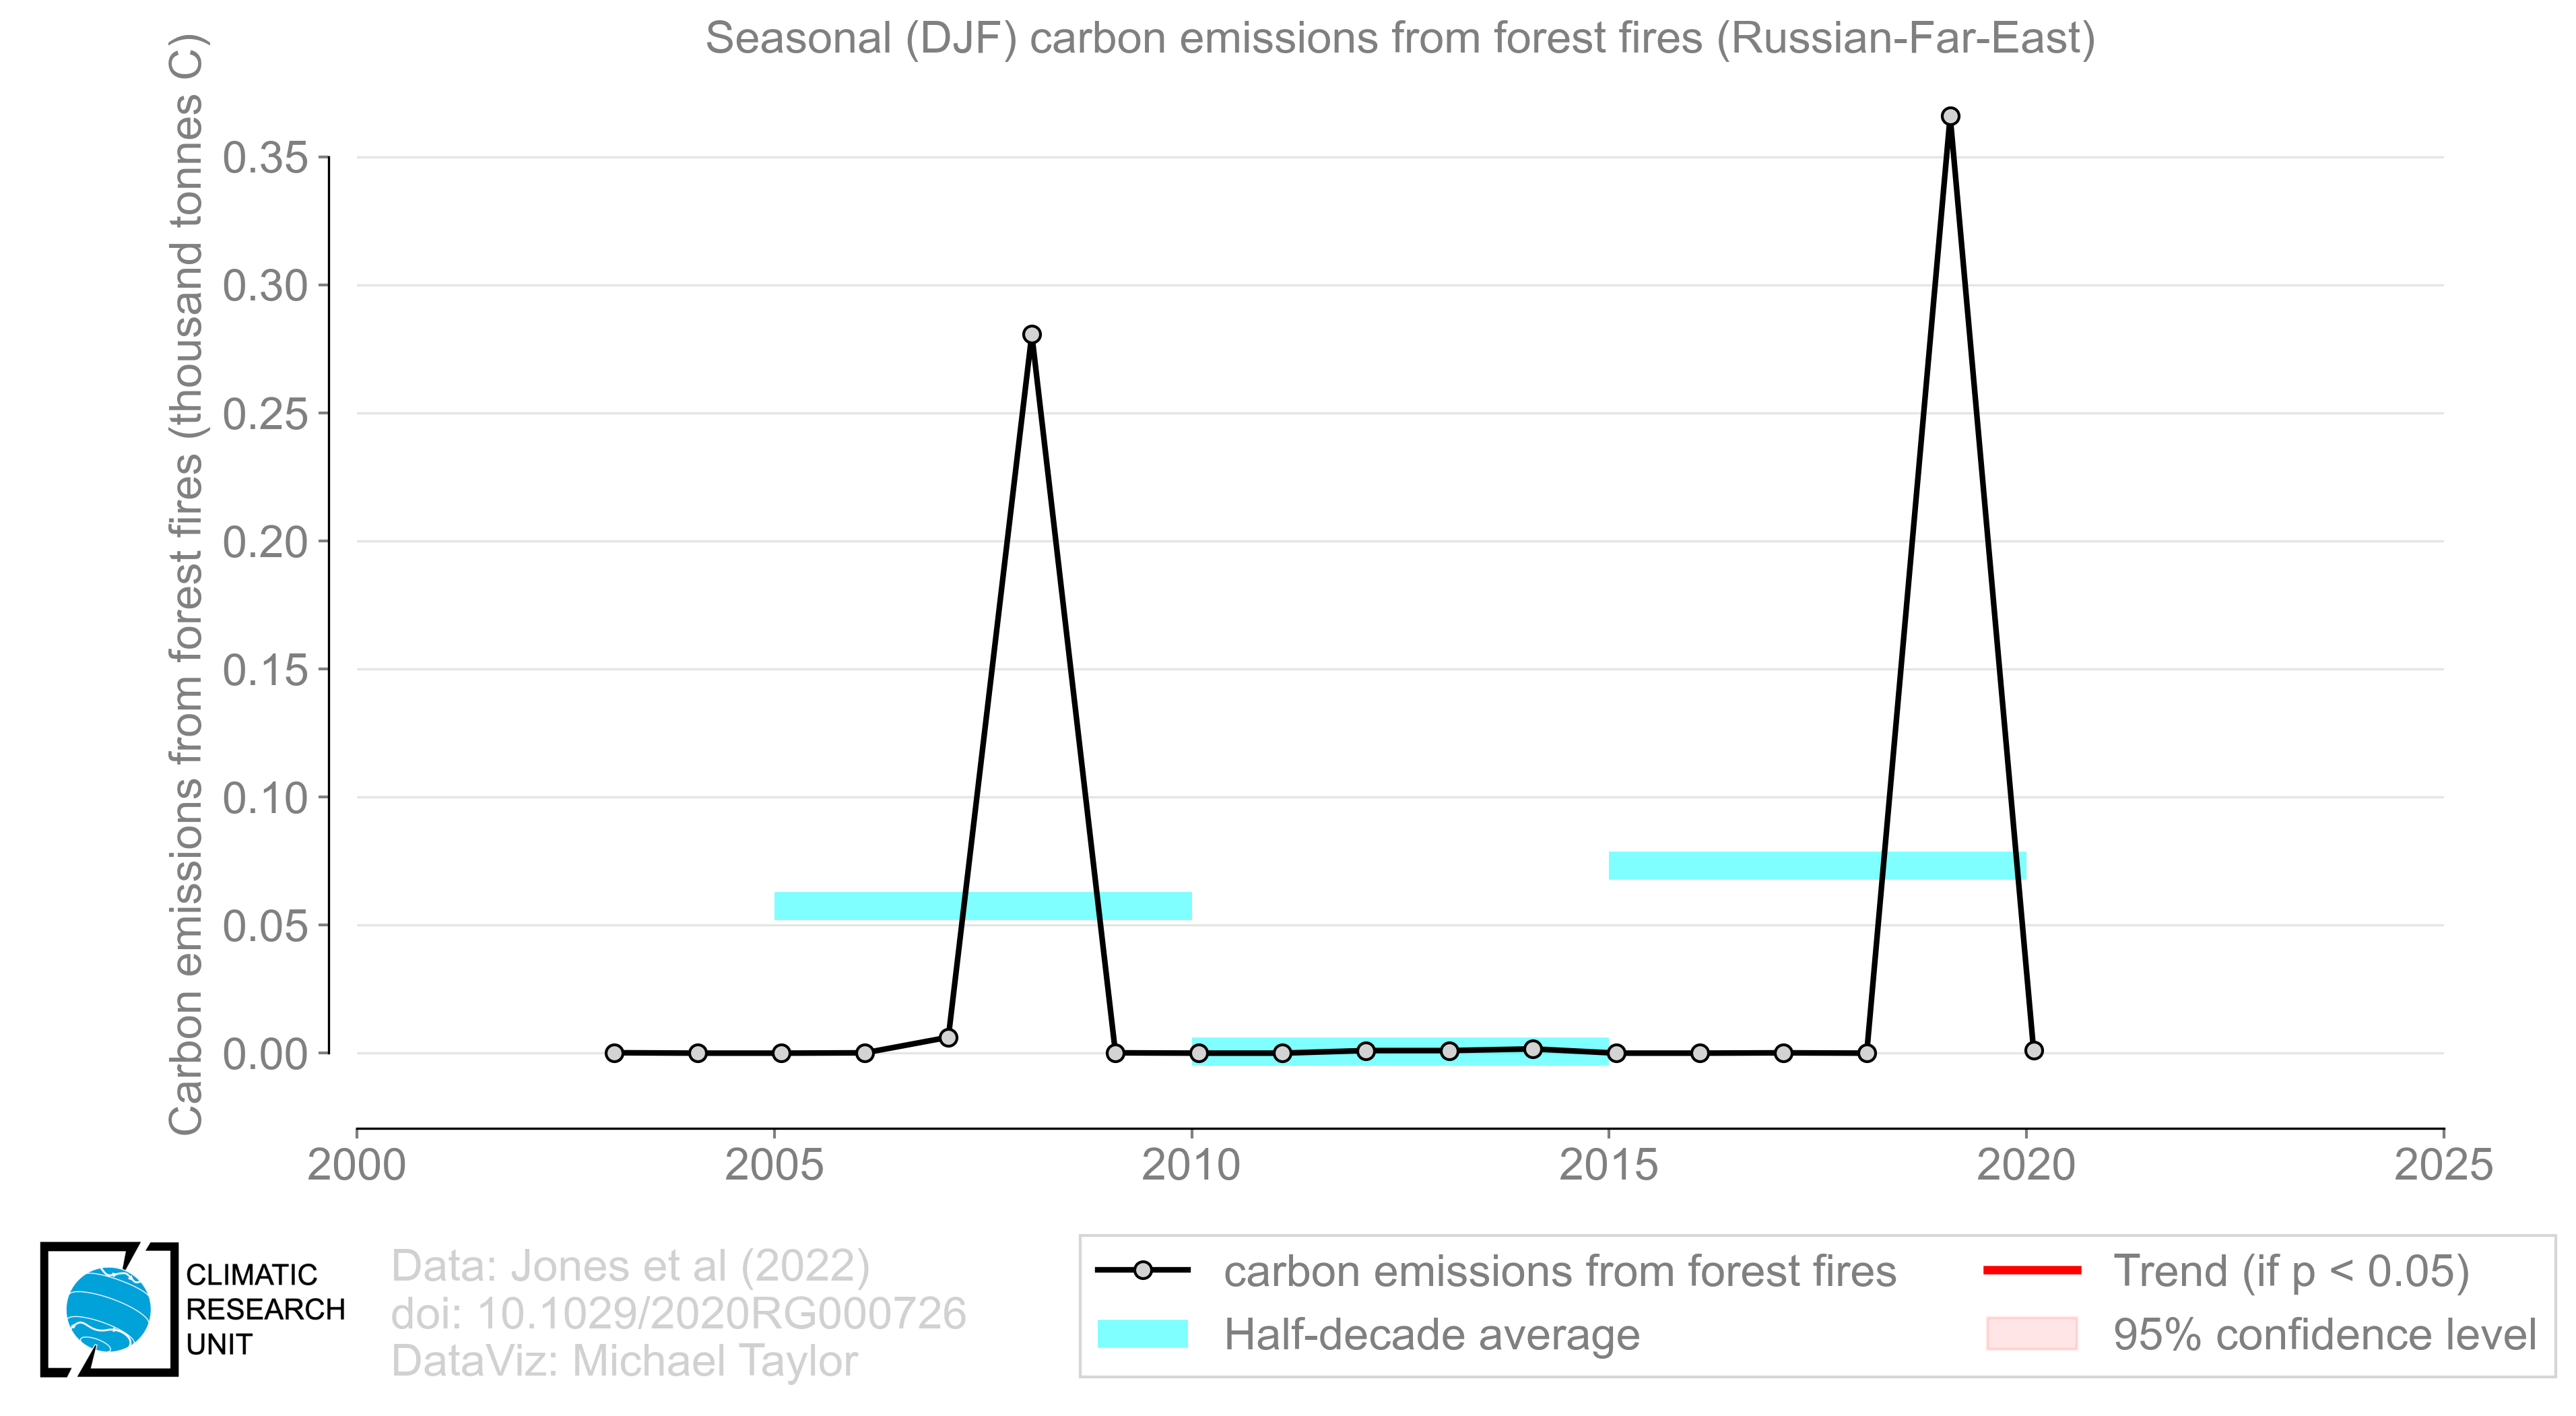 Seasonal (DJF) carbon emissions from forest fires (Russian-Far-East)
Carbon emissions from forest fires (thousand tonnes C)
0.35
0.30
0.25
0.20
0.15
0.10
0.05
0.00
2000 2005 2010 2015 2020 2025
CLIMATIC
RESEARCH
UNIT
Data: Jones et al (2022)
doi: 10.1029/2020RG000726
DataViz: Michael Taylor
carbon emissions from forest fires
Half-decade average
Trend (if p < 0.05)
95% confidence level